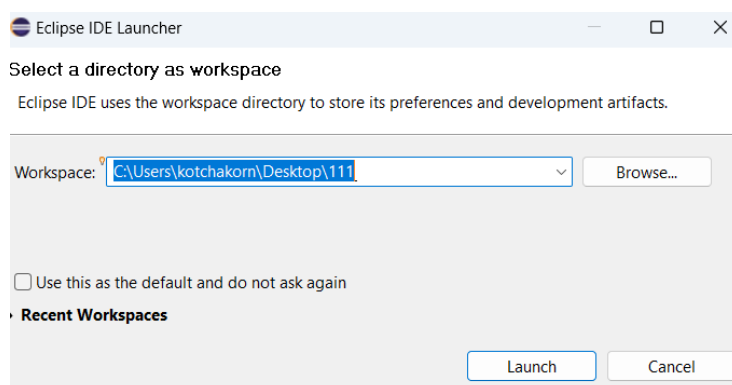 Eclipse IDE Launcher
Select a directory as workspace
Eclipse IDE uses the workspace directory to store its preferences and development artifacts.
Workspace: C:\Users\kotchakorn\Desktop\111 Browse...
Use this as the default and do not ask again
Recent Workspaces
Launch Cancel